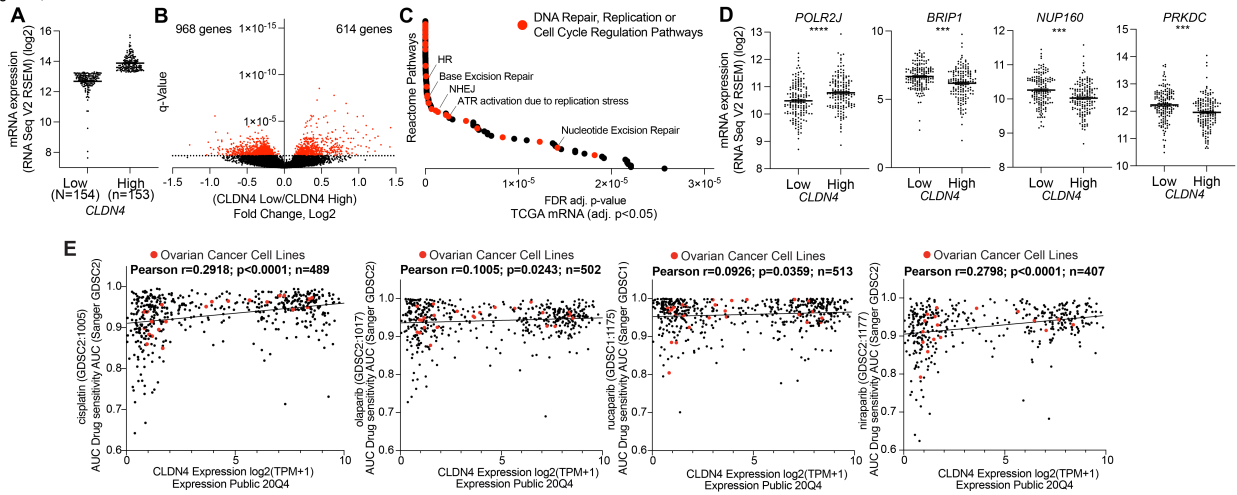 A
mRNA expression
(RNA Seq V2 RSEM) (log2)
16
14
12
10
8
Low
(N=154)
High
(n=153)
CLDN4
B
968 genes
614 genes
q-Value
1×10-15
1×10-10
1×10-5
-1.5
-1.0
-0.5
0.0
0.5
1.0
1.5
(CLDN4 Low/CLDN4 High)
Fold Change, Log2
C
DNA Repair, Replication or
Cell Cycle Regulation Pathways
Reactome Pathways
HR
Base Excision Repair
NHEJ
ATR activation due to replication stress
Nucleotide Excision Repair
0
1×10-5
2×10-5
3×10-5
FDR adj. p-value
TCGA mRNA (adj. p<0.05)
D
mRNA expression
(RNA Seq V2 RSEM) (log2)
POLR2J
****
13
12
11
10
9
8
Low
High
CLDN4
BRIP1
***
10
5
0
Low
High
CLDN4
NUP160
***
12
11
10
9
8
Low
High
CLDN4
PRKDC
***
15
14
13
12
11
10
Low
High
CLDN4
E
Ovarian Cancer Cell Lines
Pearson r=0.2918; p<0.0001; n=489
cisplatin (GDSC2:1005)
AUC Drug sensitivity AUC (Sanger GDSC2)
1.0
0.9
0.8
0.7
0.6
0
5
10
CLDN4 Expression log2(TPM+1)
Expression Public 20Q4
Ovarian Cancer Cell Lines
Pearson r=0.1005; p=0.0243; n=502
olaparib (GDSC2:1017)
AUC Drug sensitivity AUC (Sanger GDSC2)
1.0
0.9
0.8
0.7
0.6
0
5
10
CLDN4 Expression log2(TPM+1)
Expression Public 20Q4
Ovarian Cancer Cell Lines
Pearson r=0.0926; p=0.0359; n=513
rucaparib (GDSC1:1175)
AUC Drug sensitivity AUC (Sanger GDSC1)
1.0
0.9
0.8
0.7
0.6
0
5
10
CLDN4 Expression log2(TPM+1)
Expression Public 20Q4
Ovarian Cancer Cell Lines
Pearson r=0.2798; p<0.0001; n=407
niraparib (GDSC2:1177)
AUC Drug sensitivity AUC (Sanger GDSC2)
1.0
0.9
0.8
0.7
0.6
0
5
10
CLDN4 Expression log2(TPM+1)
Expression Public 20Q4